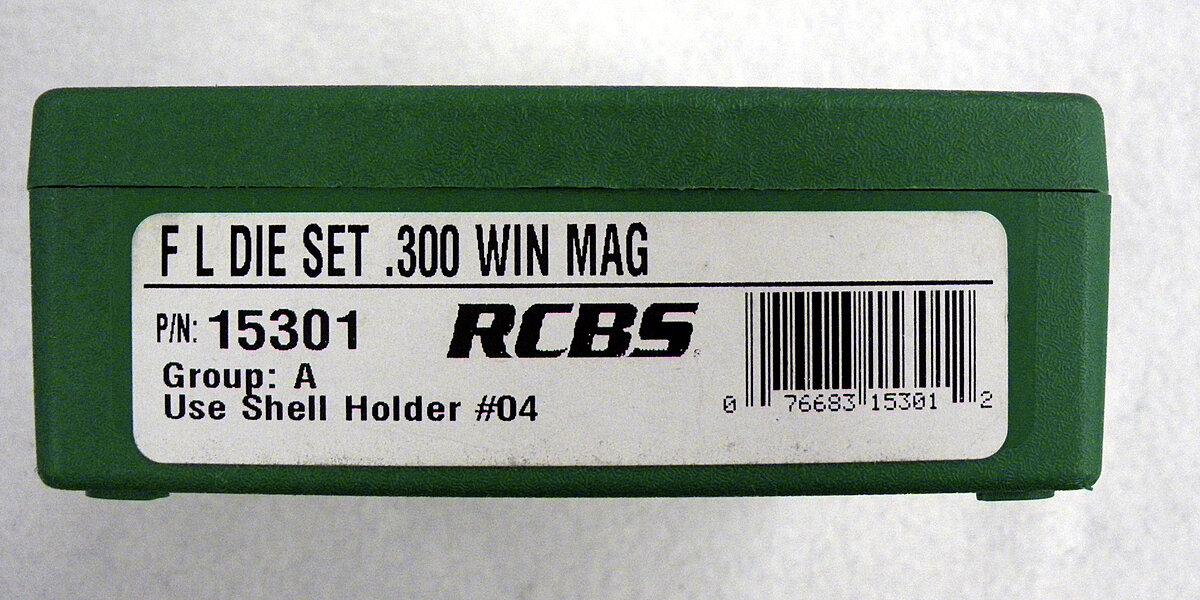 F L DIE SET .300 WIN MAG
P/N: 15301
RCBS
Group: A
Use Shell Holder #04
0 76683 15301 2